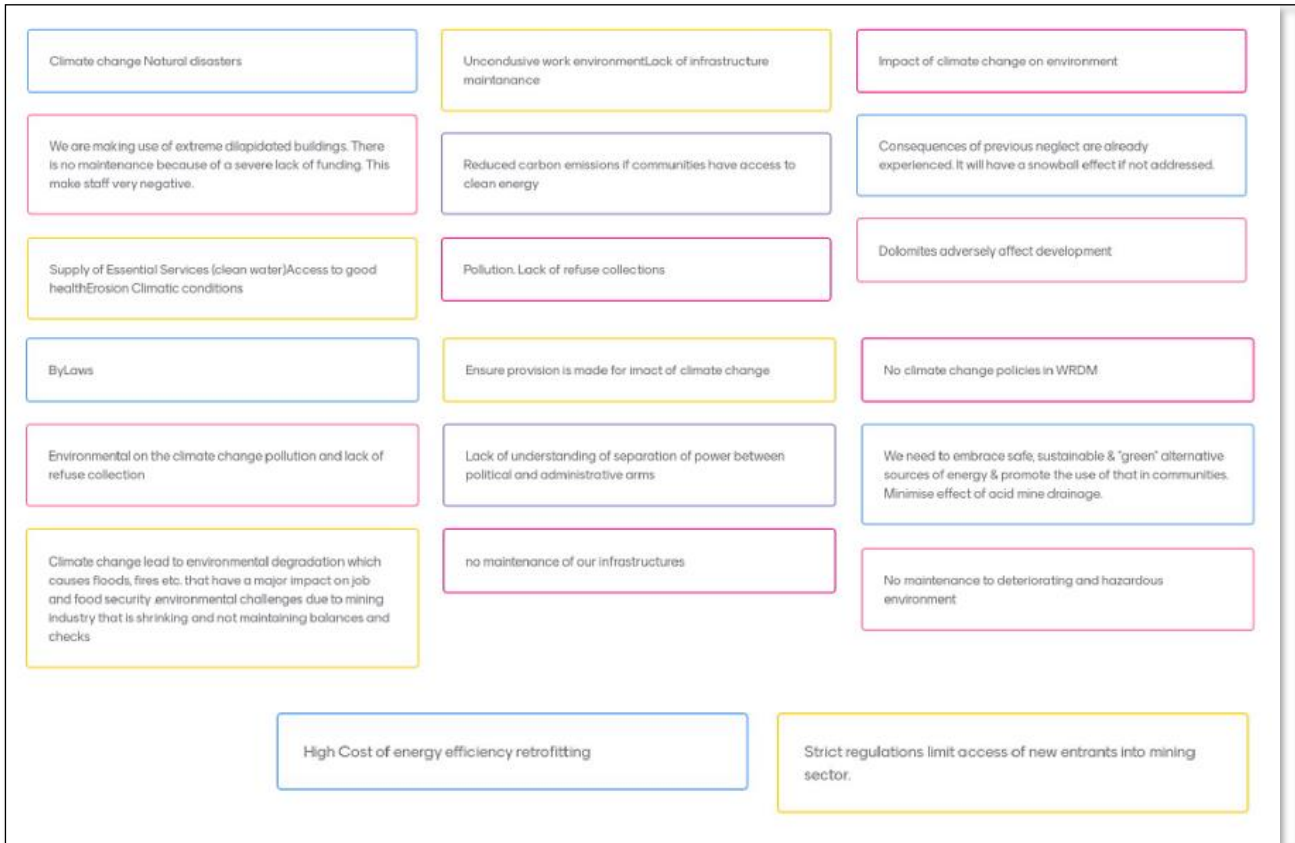 Climate change Natural disasters
We are making use of extreme dilapidated buildings. There
is no maintenance because of a severe lack of funding. This
make staff very negative.
Supply of Essential Services (clean water)Access to good
healthErosion Climatic conditions
Uncondusive work environmentLack of infrastructure
maintanance
Reduced carbon emissions if communities have access to
clean energy
Pollution. Lack of refuse collections
Impact of climate change on environment
Consequences of previous neglect are already
experienced. It will have a snowball effect if not addressed.
Dolomites adversely affect development
ByLaws
Environmental on the climate change pollution and lack of
refuse collection
Climate change lead to environmental degradation which
causes floods, fires etc. that have a major impact on job
and food security .environmental challenges due to mining
industry that is shrinking and not maintaining balances and
checks
Ensure provision is made for imact of climate change
Lack of understanding of separation of power between
political and administrative arms
no maintenance of our infrastructures
No climate change policies in WRDM
We need to embrace safe, sustainable & "green" alternative
sources of energy & promote the use of that in communities.
Minimise effect of acid mine drainage.
No maintenance to deteriorating and hazardous
environment
High Cost of energy efficiency retrofitting
Strict regulations limit access of new entrants into mining
sector.